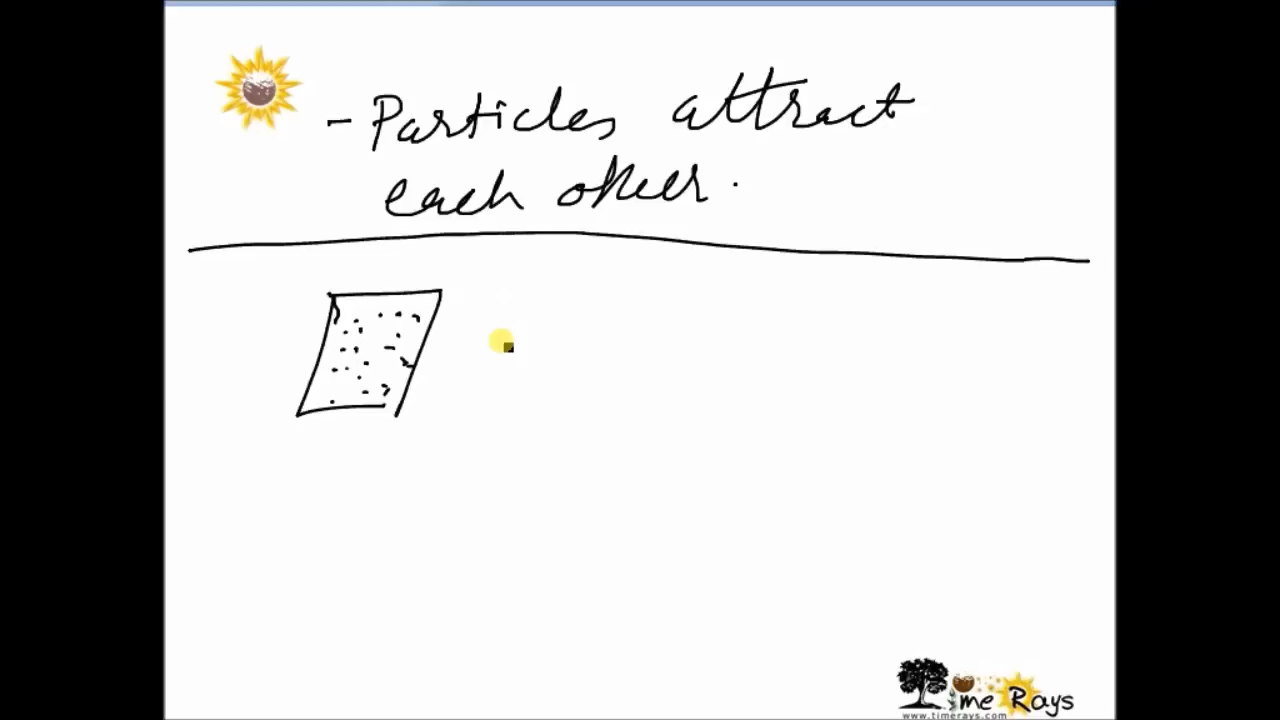 - Particles attract
each other.
Time Rays
www.timerays.com